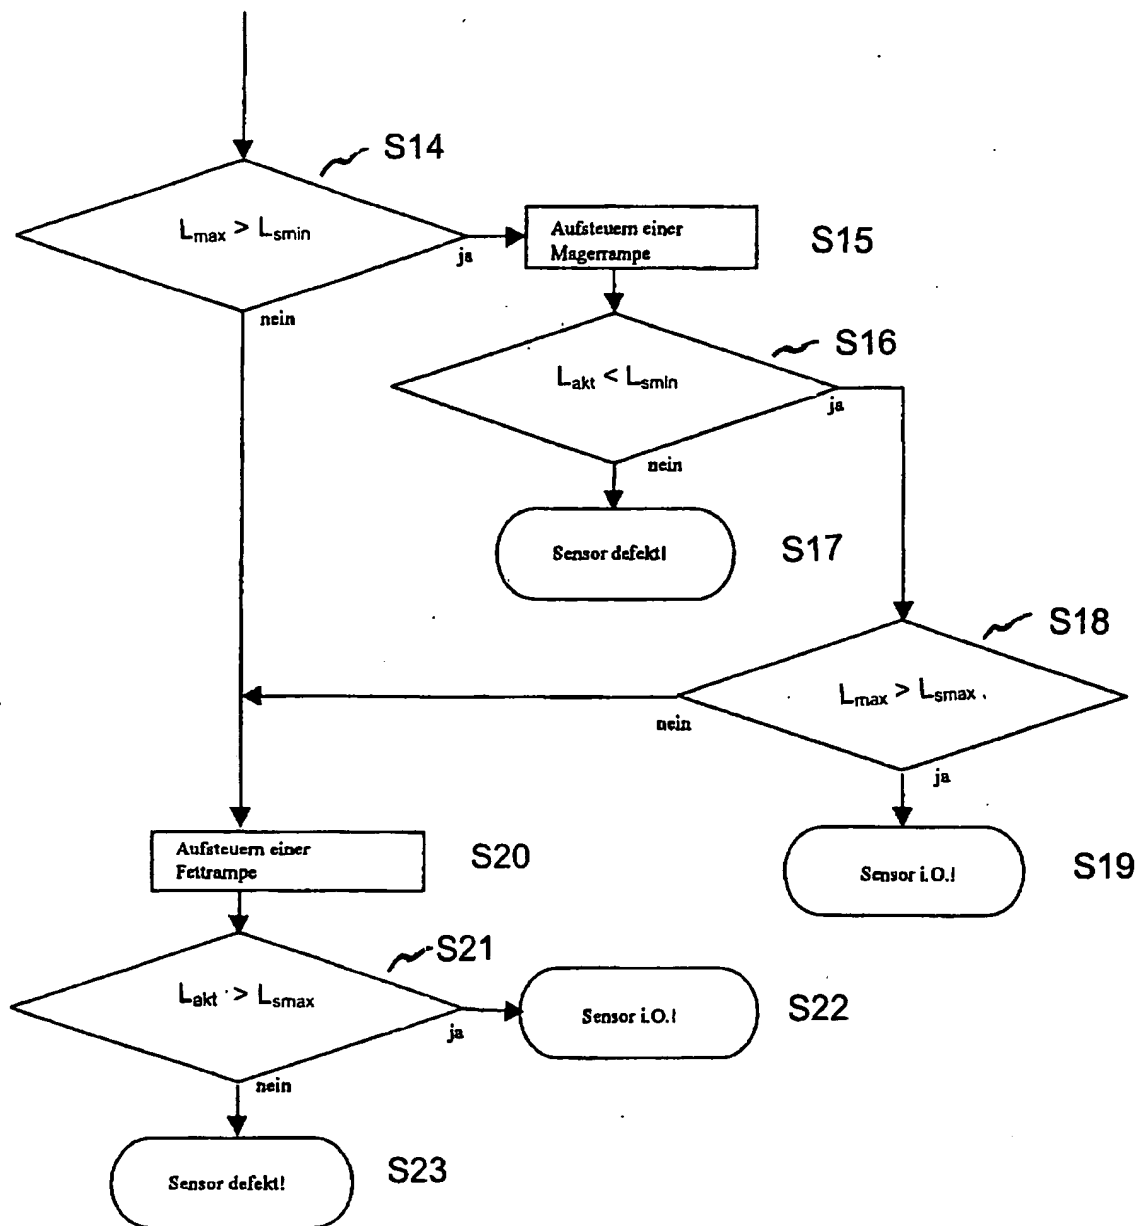 S14
Lmax > Lsmin
ja
nein
Aufsteuern einer
Magerrampe
S15
S16
Lakt < Lsmin
ja
nein
Sensor defekt!
S17
S18
Lmax > Lsmax
nein
ja
Sensor i.O.!
S19
Aufsteuern einer
Fettrampe
S20
S21
Lakt > Lsmax
ja
nein
Sensor i.O.!
S22
Sensor defekt!
S23